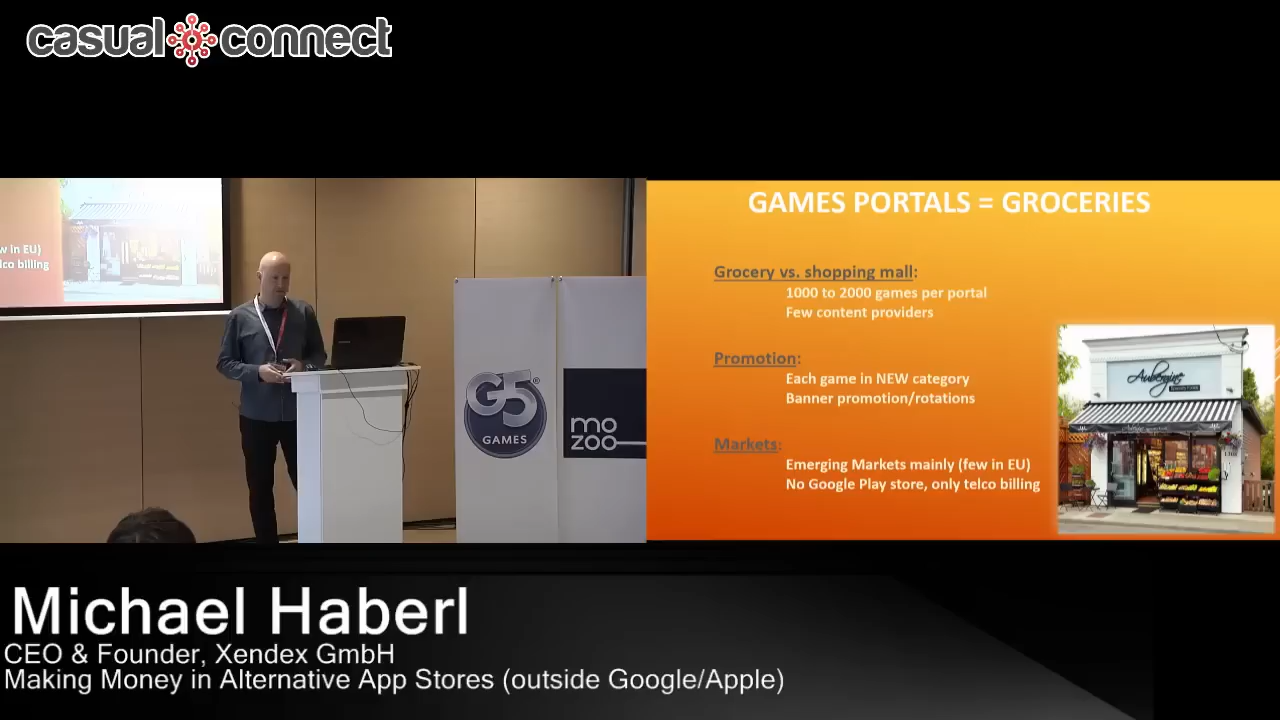 casual connect
w in EU)
lco billing
G5®
GAMES
mo
zoo
GAMES PORTALS = GROCERIES
Grocery vs. shopping mall:
1000 to 2000 games per portal
Few content providers
Promotion:
Each game in NEW category
Banner promotion/rotations
Markets:
Emerging Markets mainly (few in EU)
No Google Play store, only telco billing
Aubergine
Michael Haberl
CEO & Founder, Xendex GmbH
Making Money in Alternative App Stores (outside Google/Apple)